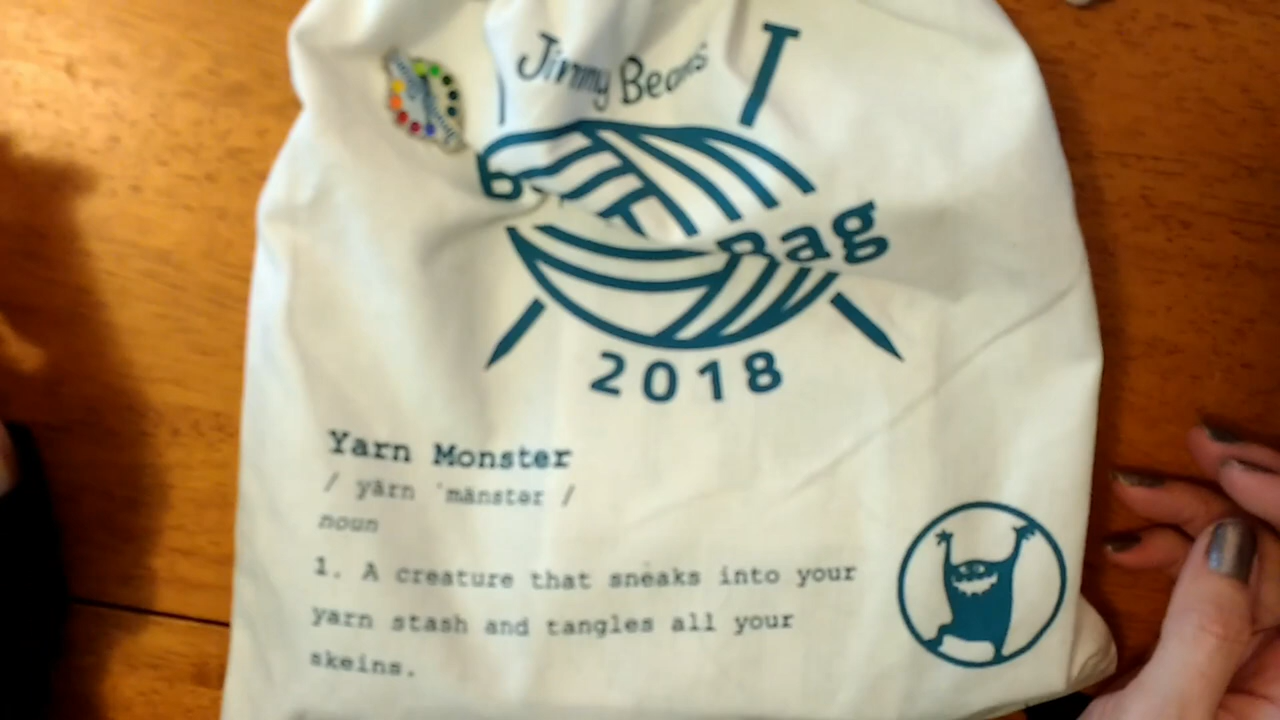 Jimmy Beans
Bag
2018
Yarn Monster
/ yärn ˈmänstər /
noun
1. A creature that sneaks into your
yarn stash and tangles all your
skeins.